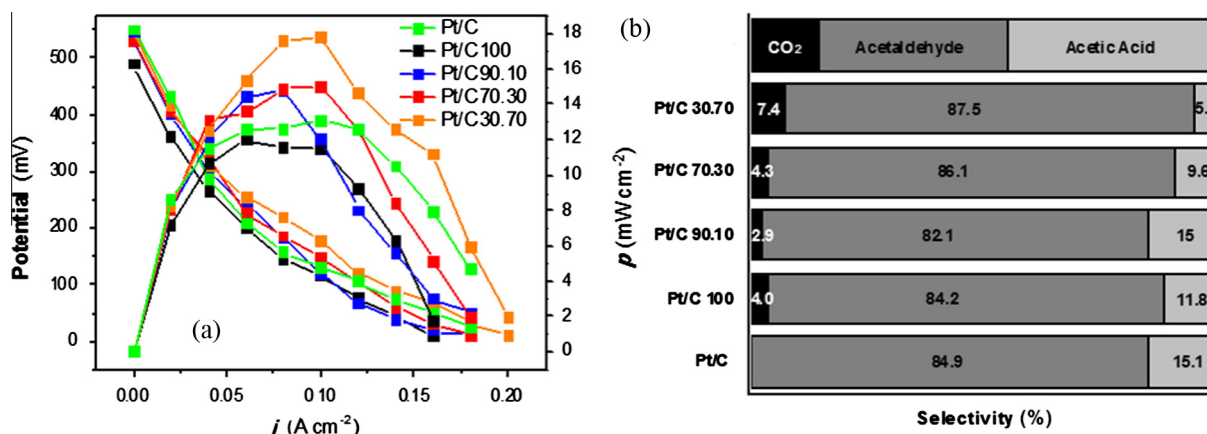 (a)
Potential (mV)
500
400
300
200
100
0
Pt/C
Pt/C100
Pt/C90.10
Pt/C70.30
Pt/C30.70
18
16
14
12
10
8
6
4
2
0
0.00 0.05 0.10 0.15 0.20
j (A cm⁻²)
p (mW cm⁻²)
(b)
CO₂ Acetaldehyde Acetic Acid
Pt/C 30.70 7.4 87.5 5.
Pt/C 70.30 4.3 86.1 9.6
Pt/C 90.10 2.9 82.1 15
Pt/C 100 4.0 84.2 11.8
Pt/C 84.9 15.1
Selectivity (%)